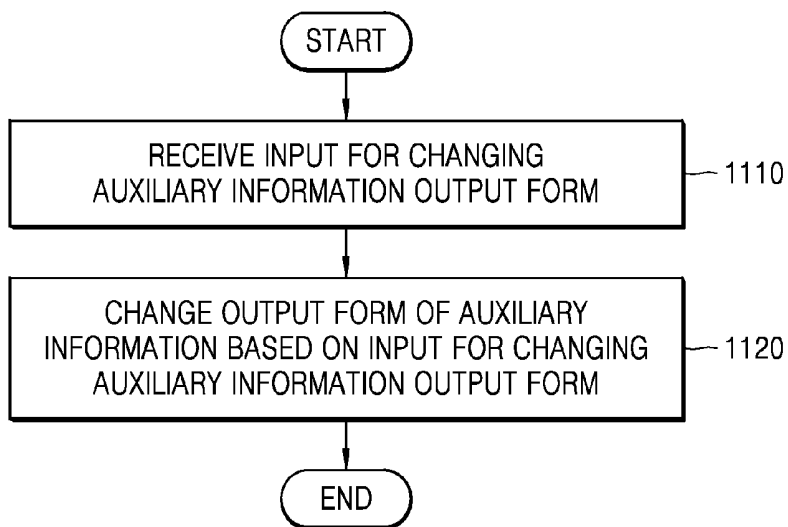 START
RECEIVE INPUT FOR CHANGING
AUXILIARY INFORMATION OUTPUT FORM
1110
CHANGE OUTPUT FORM OF AUXILIARY
INFORMATION BASED ON INPUT FOR CHANGING
AUXILIARY INFORMATION OUTPUT FORM
1120
END